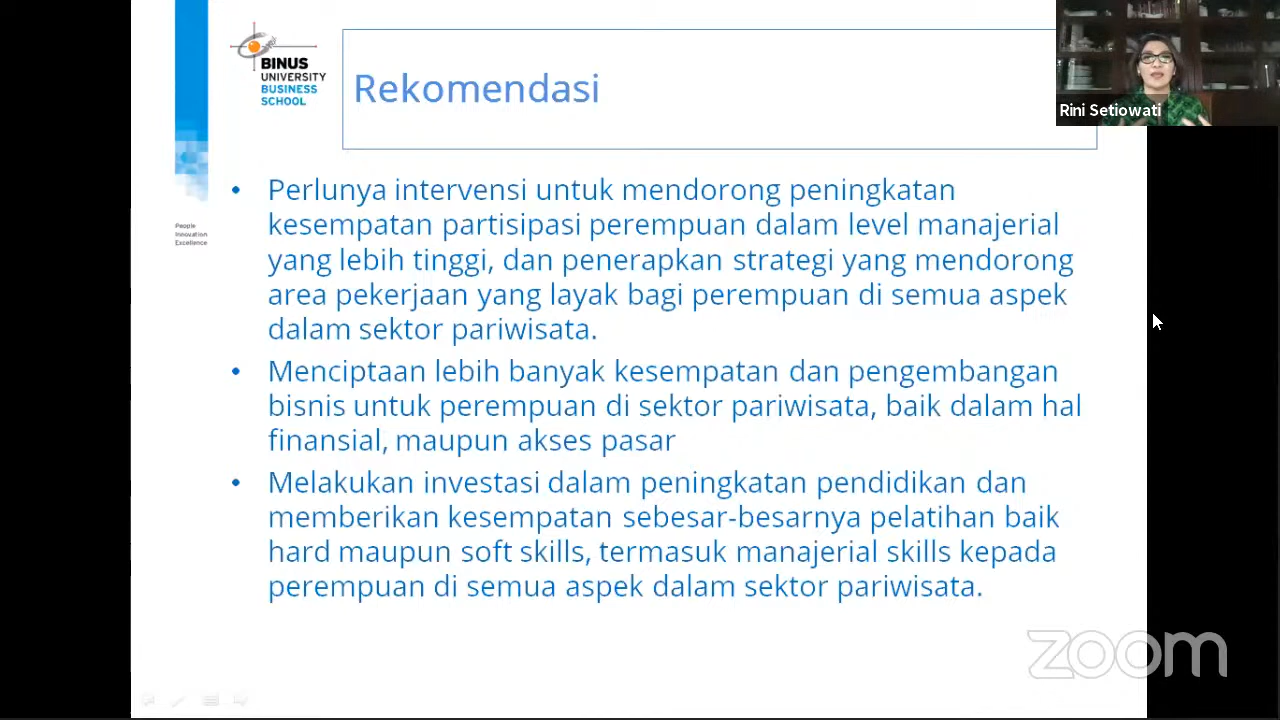 BINUS
UNIVERSITY
BUSINESS
SCHOOL
Rekomendasi
Rini Setiowati
People
Innovation
Excellence
• Perlunya intervensi untuk mendorong peningkatan
kesempatan partisipasi perempuan dalam level manajerial
yang lebih tinggi, dan penerapkan strategi yang mendorong
area pekerjaan yang layak bagi perempuan di semua aspek
dalam sektor pariwisata.
• Menciptaan lebih banyak kesempatan dan pengembangan
bisnis untuk perempuan di sektor pariwisata, baik dalam hal
finansial, maupun akses pasar
• Melakukan investasi dalam peningkatan pendidikan dan
memberikan kesempatan sebesar-besarnya pelatihan baik
hard maupun soft skills, termasuk manajerial skills kepada
perempuan di semua aspek dalam sektor pariwisata.
zoom